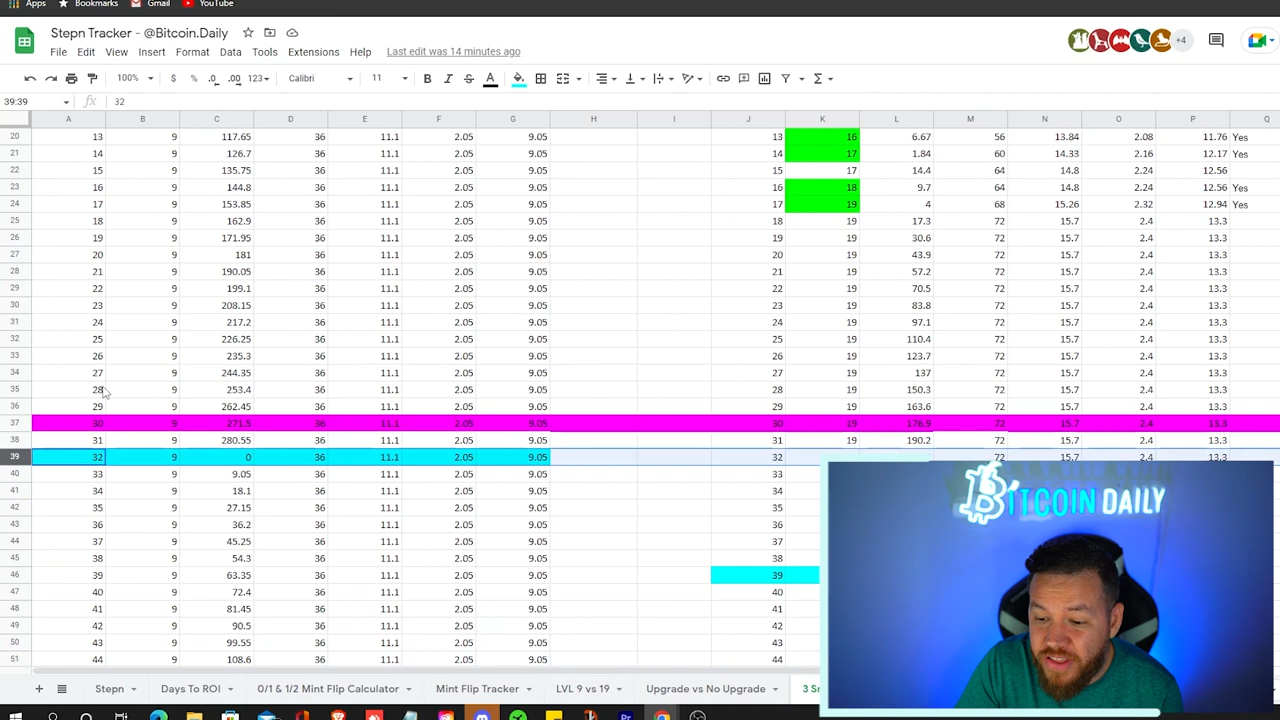 Apps Bookmarks Gmail YouTube
Stepn Tracker - @Bitcoin.Daily
File Edit View Insert Format Data Tools Extensions Help Last edit was 14 minutes ago
+4
100% $ % .0 .00 123 Calibri 11 B I S A
39:39 fx 32
A B C D E F G H I J K L M N O P Q
20 13 9 117.65 36 11.1 2.05 9.05 13 16 6.67 56 13.84 2.08 11.76 Yes
21 14 9 126.7 36 11.1 2.05 9.05 14 17 1.84 60 14.33 2.16 12.17 Yes
22 15 9 135.75 36 11.1 2.05 9.05 15 17 14.4 64 14.8 2.24 12.56
23 16 9 144.8 36 11.1 2.05 9.05 16 18 9.7 64 14.8 2.24 12.56 Yes
24 17 9 153.85 36 11.1 2.05 9.05 17 19 4 68 15.26 2.32 12.94 Yes
25 18 9 162.9 36 11.1 2.05 9.05 18 19 17.3 72 15.7 2.4 13.3
26 19 9 171.95 36 11.1 2.05 9.05 19 19 30.6 72 15.7 2.4 13.3
27 20 9 181 36 11.1 2.05 9.05 20 19 43.9 72 15.7 2.4 13.3
28 21 9 190.05 36 11.1 2.05 9.05 21 19 57.2 72 15.7 2.4 13.3
29 22 9 199.1 36 11.1 2.05 9.05 22 19 70.5 72 15.7 2.4 13.3
30 23 9 208.15 36 11.1 2.05 9.05 23 19 83.8 72 15.7 2.4 13.3
31 24 9 217.2 36 11.1 2.05 9.05 24 19 97.1 72 15.7 2.4 13.3
32 25 9 226.25 36 11.1 2.05 9.05 25 19 110.4 72 15.7 2.4 13.3
33 26 9 235.3 36 11.1 2.05 9.05 26 19 123.7 72 15.7 2.4 13.3
34 27 9 244.35 36 11.1 2.05 9.05 27 19 137 72 15.7 2.4 13.3
35 28 9 253.4 36 11.1 2.05 9.05 28 19 150.3 72 15.7 2.4 13.3
36 29 9 262.45 36 11.1 2.05 9.05 29 19 163.6 72 15.7 2.4 13.3
37 30 9 271.5 36 11.1 2.05 9.05 30 19 176.9 72 15.7 2.4 13.3
38 31 9 280.55 36 11.1 2.05 9.05 31 19 190.2 72 15.7 2.4 13.3
39 32 9 0 36 11.1 2.05 9.05 32 72 15.7 2.4 13.3
40 33 9 9.05 36 11.1 2.05 9.05 33
41 34 9 18.1 36 11.1 2.05 9.05 34
42 35 9 27.15 36 11.1 2.05 9.05 35
43 36 9 36.2 36 11.1 2.05 9.05 36
44 37 9 45.25 36 11.1 2.05 9.05 37
45 38 9 54.3 36 11.1 2.05 9.05 38
46 39 9 63.35 36 11.1 2.05 9.05 39
47 40 9 72.4 36 11.1 2.05 9.05 40
48 41 9 81.45 36 11.1 2.05 9.05 41
49 42 9 90.5 36 11.1 2.05 9.05 42
50 43 9 99.55 36 11.1 2.05 9.05 43
51 44 9 108.6 36 11.1 2.05 9.05 44
BITCOIN DAILY
Stepn Days To ROI 0/1 & 1/2 Mint Flip Calculator Mint Flip Tracker LVL 9 vs 19 Upgrade vs No Upgrade